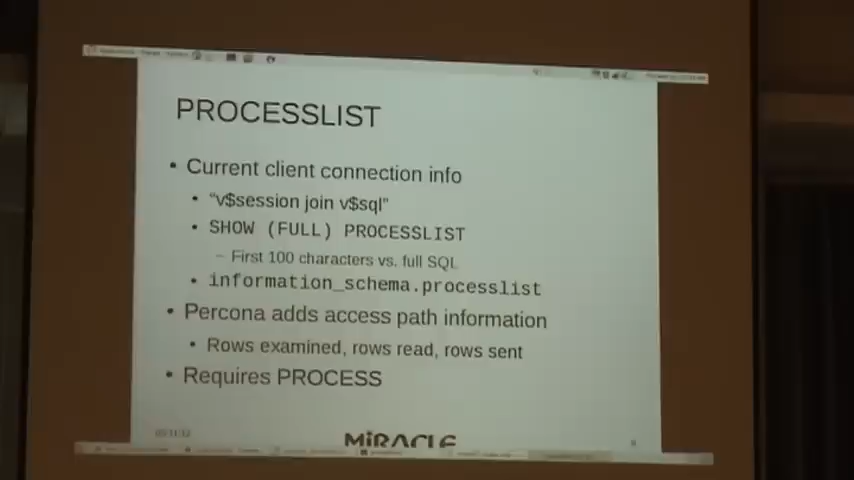 PROCESSLIST
• Current client connection info
• "v$session join v$sql"
• SHOW (FULL) PROCESSLIST
– First 100 characters vs. full SQL
• information_schema.processlist
• Percona adds access path information
• Rows examined, rows read, rows sent
• Requires PROCESS
MIRACLE